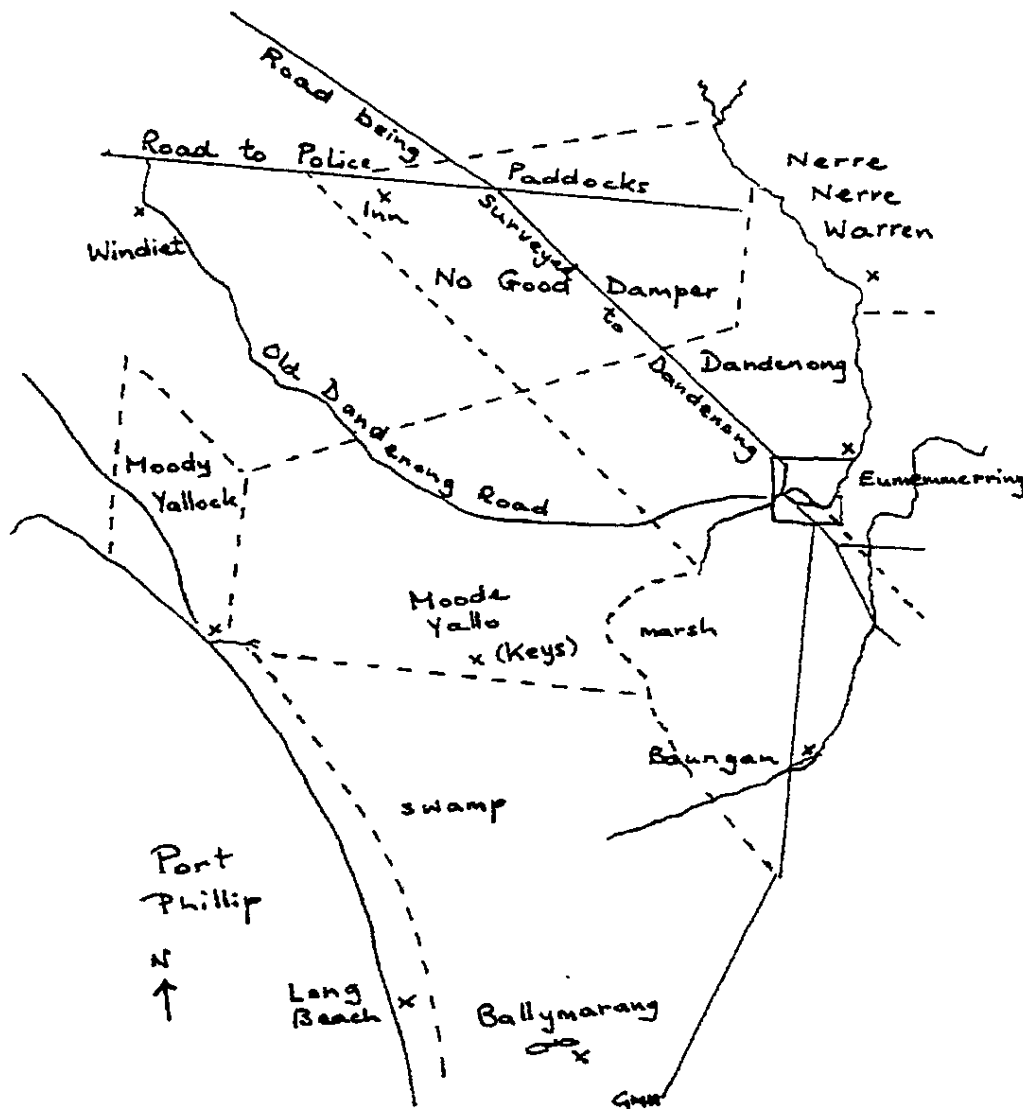 Road being Surveyed to Dandenong
Road to Police Paddocks
Inn
Windiet
Nerre
Nerre
Warren
No Good Damper
Dandenong
Old Dandenong Road
Moody
Yallock
Eumemmerring
Moode
Yallo
x (Keys)
marsh
Baungan
swamp
Port
Phillip
N
Long
Beach
Ballymarang
GMH